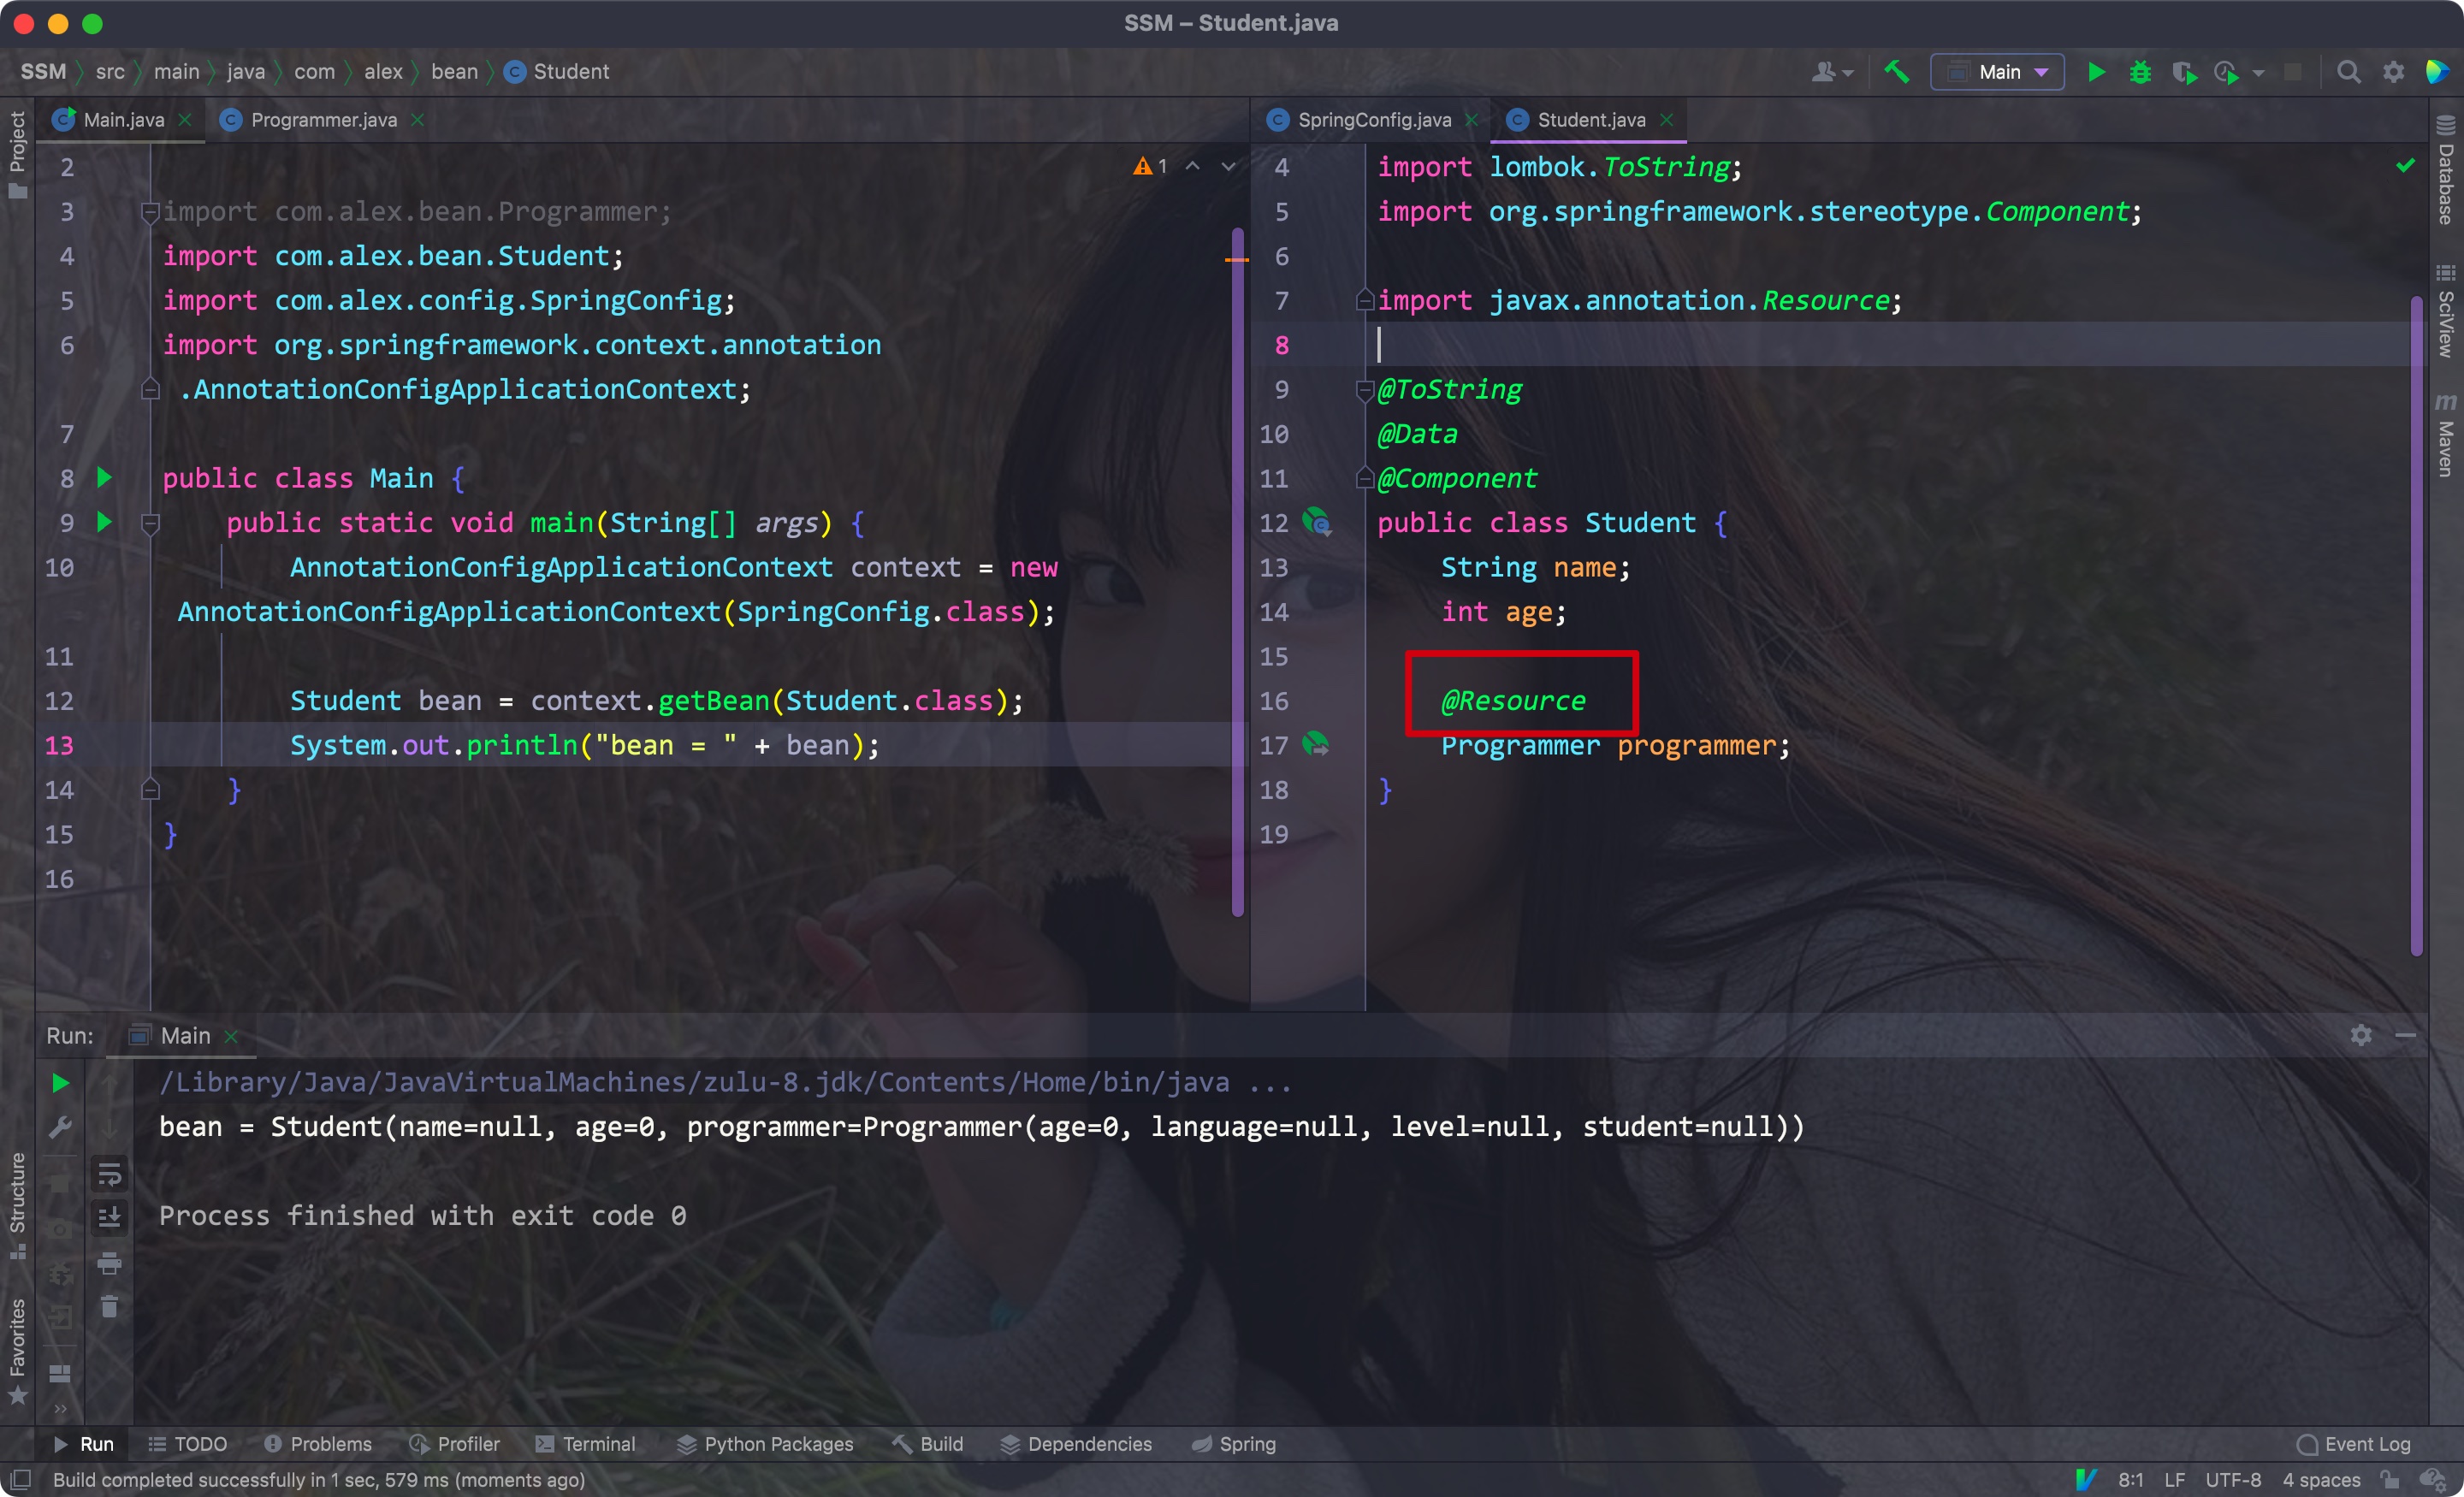 SSM – Student.java
SSM src main java com alex bean Student
Main
Project
Main.java Programmer.java
2
3 import com.alex.bean.Programmer;
4 import com.alex.bean.Student;
5 import com.alex.config.SpringConfig;
6 import org.springframework.context.annotation
.AnnotationConfigApplicationContext;
7
8 public class Main {
9 public static void main(String[] args) {
10 AnnotationConfigApplicationContext context = new
AnnotationConfigApplicationContext(SpringConfig.class);
11
12 Student bean = context.getBean(Student.class);
13 System.out.println("bean = " + bean);
14 }
15 }
16
1
SpringConfig.java Student.java
4 import lombok.ToString;
5 import org.springframework.stereotype.Component;
6
7 import javax.annotation.Resource;
8
9 @ToString
10 @Data
11 @Component
12 public class Student {
13 String name;
14 int age;
15
16 @Resource
17 Programmer programmer;
18 }
19
Database
SciView
m Maven
Run: Main
/Library/Java/JavaVirtualMachines/zulu-8.jdk/Contents/Home/bin/java ...
bean = Student(name=null, age=0, programmer=Programmer(age=0, language=null, level=null, student=null))
Process finished with exit code 0
Structure
Favorites
Run TODO Problems Profiler Terminal Python Packages Build Dependencies Spring Event Log
Build completed successfully in 1 sec, 579 ms (moments ago) 8:1 LF UTF-8 4 spaces